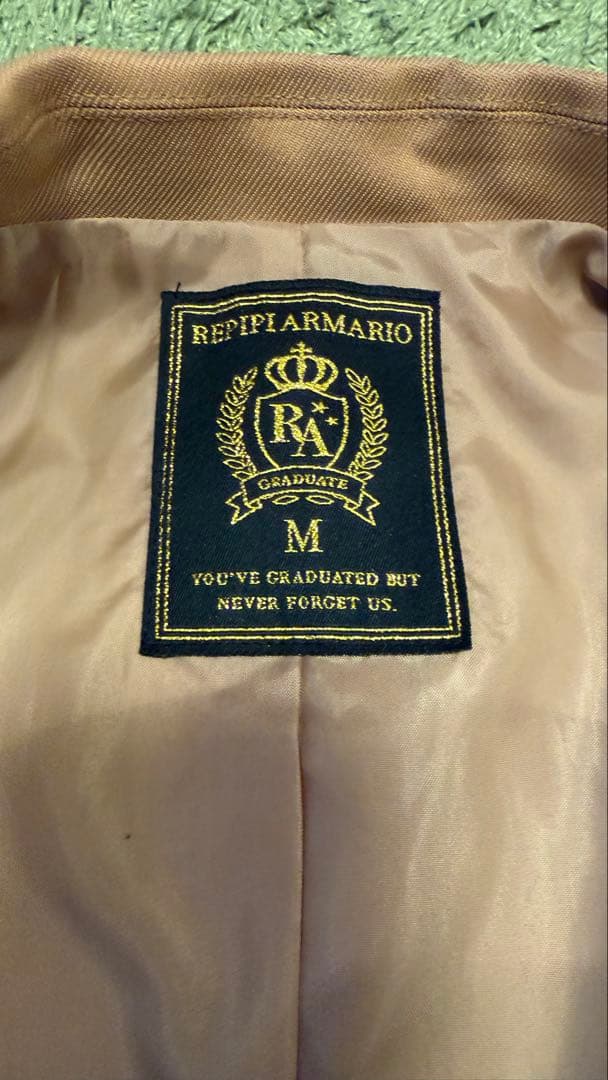 REPIPI ARMARIO
RA
GRADUATE
M
YOU'VE GRADUATED BUT
NEVER FORGET US.